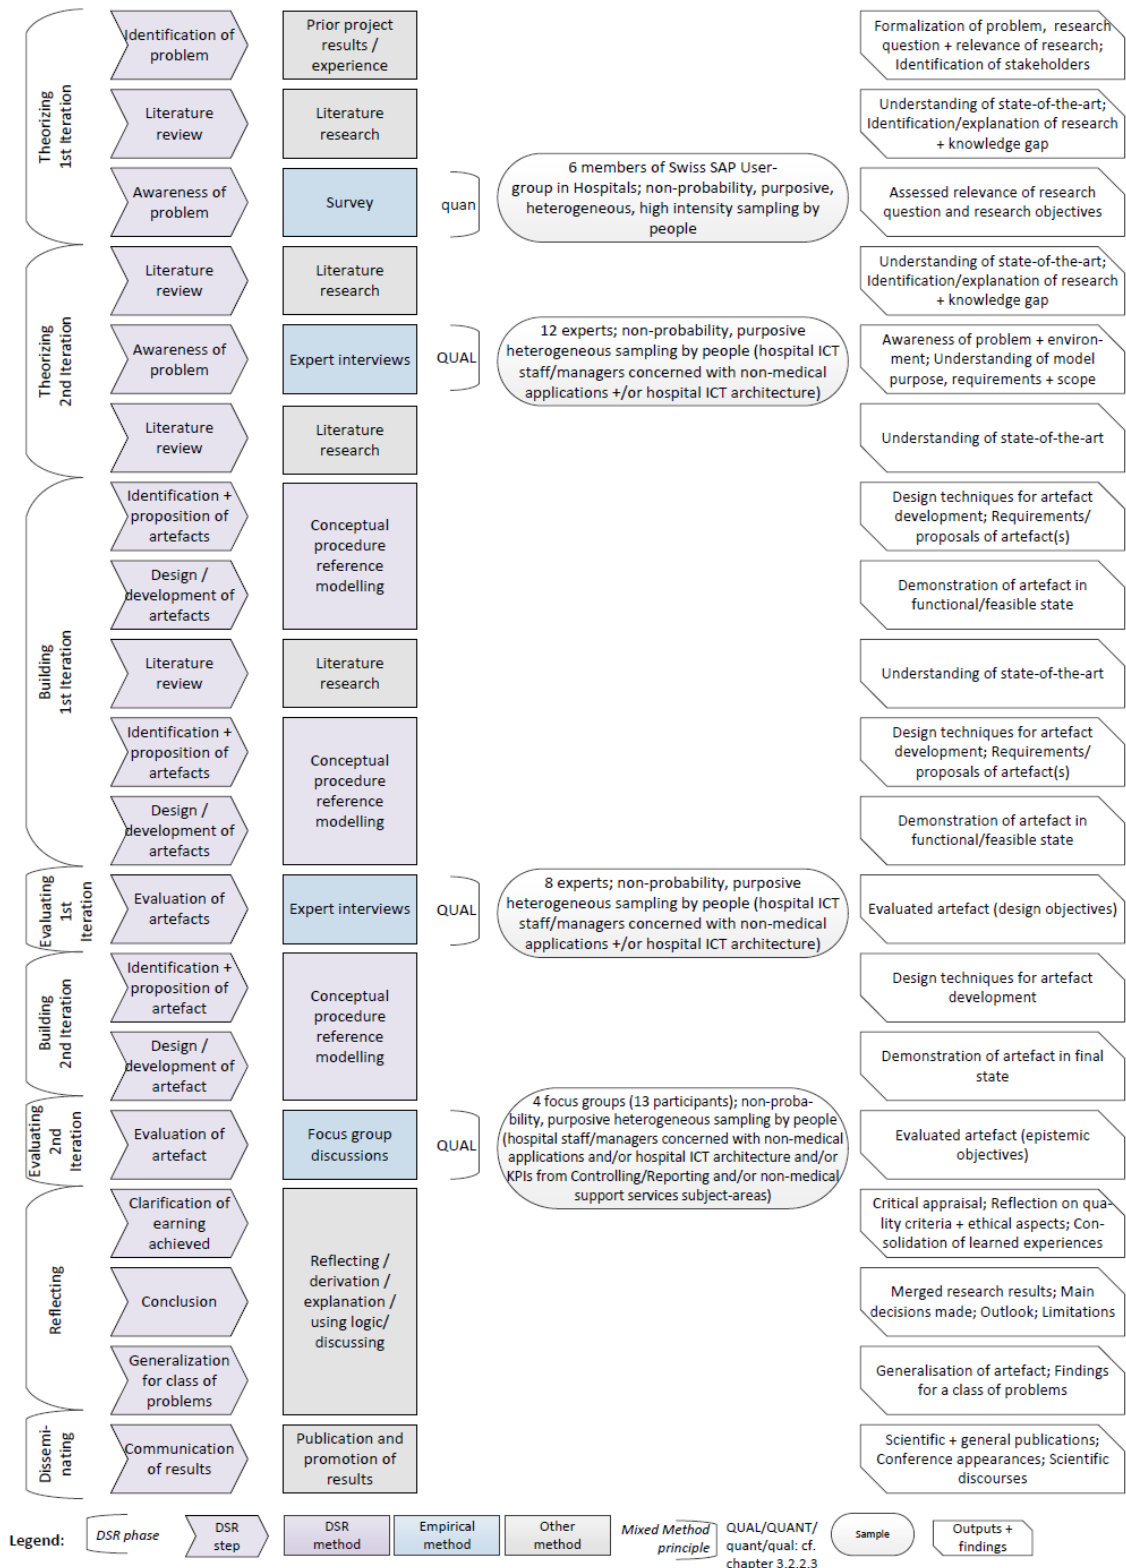 Theorizing
1st Iteration
Identification of
problem
Prior project
results /
experience
Formalization of problem, research
question + relevance of research;
Identification of stakeholders
Literature
review
Literature
research
Understanding of state-of-the-art;
Identification/explanation of research
+ knowledge gap
Awareness of
problem
Survey
quan
6 members of Swiss SAP User-
group in Hospitals; non-probability, purposive,
heterogeneous, high intensity sampling by
people
Assessed relevance of research
question and research objectives
Theorizing
2nd Iteration
Literature
review
Literature
research
Understanding of state-of-the-art;
Identification/explanation of research
+ knowledge gap
Awareness of
problem
Expert interviews
QUAL
12 experts; non-probability, purposive
heterogeneous sampling by people (hospital ICT
staff/managers concerned with non-medical
applications +/or hospital ICT architecture)
Awareness of problem + environ-
ment; Understanding of model
purpose, requirements + scope
Literature
review
Literature
research
Understanding of state-of-the-art
Building
1st Iteration
Identification +
proposition of
artefacts
Conceptual
procedure
reference
modelling
Design techniques for artefact
development; Requirements/
proposals of artefact(s)
Design /
development of
artefacts
Demonstration of artefact in
functional/feasible state
Literature
review
Literature
research
Understanding of state-of-the-art
Identification +
proposition of
artefacts
Conceptual
procedure
reference
modelling
Design techniques for artefact
development; Requirements/
proposals of artefact(s)
Design /
development of
artefacts
Demonstration of artefact in
functional/feasible state
Evaluating
1st
Iteration
Evaluation of
artefacts
Expert interviews
QUAL
8 experts; non-probability, purposive
heterogeneous sampling by people (hospital ICT
staff/managers concerned with non-medical
applications +/or hospital ICT architecture)
Evaluated artefact (design objectives)
Building
2nd Iteration
Identification +
proposition of
artefact
Conceptual
procedure
reference
modelling
Design techniques for artefact
development
Design /
development of
artefact
Demonstration of artefact in final
state
Evaluating
2nd
Iteration
Evaluation of
artefact
Focus group
discussions
QUAL
4 focus groups (13 participants); non-proba-
bility, purposive heterogeneous sampling by people
(hospital staff/managers concerned with non-medical
applications and/or hospital ICT architecture and/or
KPIs from Controlling/Reporting and/or non-medical
support services subject-areas)
Evaluated artefact (epistemic
objectives)
Reflecting
Clarification of
earning
achieved
Reflecting /
derivation /
explanation /
using logic/
discussing
Critical appraisal; Reflection on qua-
lity criteria + ethical aspects; Con-
solidation of learned experiences
Conclusion
Merged research results; Main
decisions made; Outlook; Limitations
Generalization
for class of
problems
Generalisation of artefact; Findings
for a class of problems
Dissemi-
nating
Communication
of results
Publication and
promotion of
results
Scientific + general publications;
Conference appearances; Scientific
discourses
Legend:
DSR phase
DSR
step
DSR
method
Empirical
method
Other
method
Mixed Method
principle
QUAL/QUANT/
quant/qual: cf.
chapter 3.2.2.3
Sample
Outputs +
findings